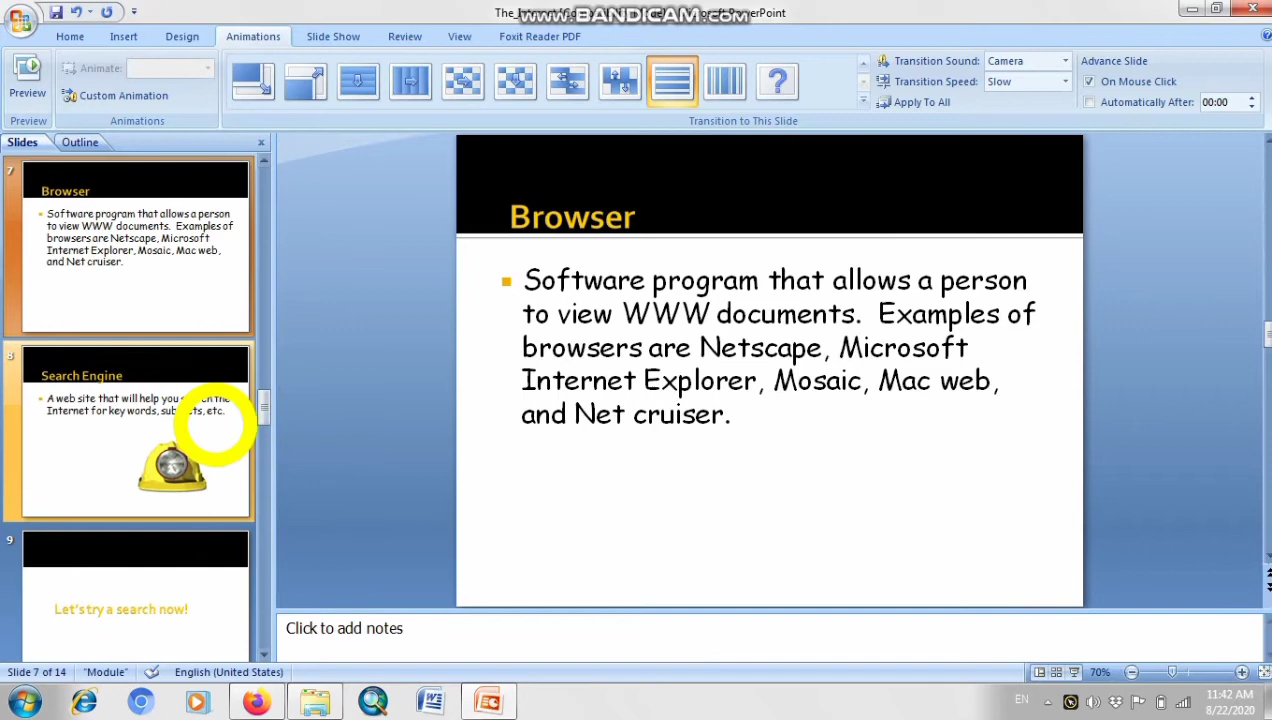 www.BANDICAM.com
Home Insert Design Animations Slide Show Review View Foxit Reader PDF
Preview
Animate:
Custom Animation
Transition Sound: Camera
Transition Speed: Slow
Apply To All
Advance Slide
On Mouse Click
Automatically After: 00:00
Preview
Animations
Transition to This Slide
Slides Outline
7
Browser
Software program that allows a person
to view WWW documents. Examples of
browsers are Netscape, Microsoft
Internet Explorer, Mosaic, Mac web,
and Net cruiser.
8
Search Engine
A web site that will help you search the
Internet for key words, subjects, etc.
9
Let's try a search now!
Browser
Software program that allows a person
to view WWW documents. Examples of
browsers are Netscape, Microsoft
Internet Explorer, Mosaic, Mac web,
and Net cruiser.
Click to add notes
Slide 7 of 14 "Module" English (United States) 70%
EN
11:42 AM
8/22/2020